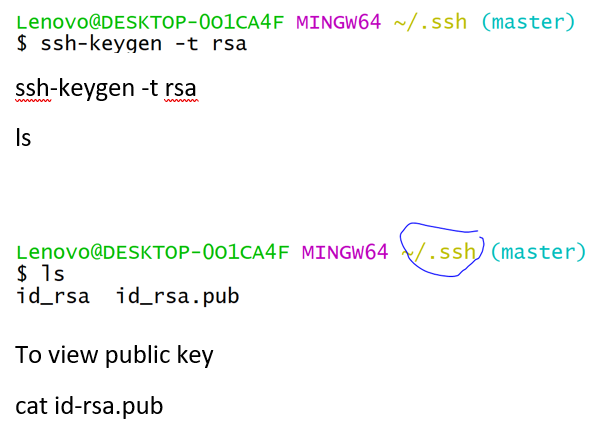 Lenovo@DESKTOP-0O1CA4F MINGW64 ~/.ssh (master)
$ ssh-keygen -t rsa
ssh-keygen -t rsa
ls
Lenovo@DESKTOP-0O1CA4F MINGW64 ~/.ssh (master)
$ ls
id_rsa  id_rsa.pub
To view public key
cat id-rsa.pub